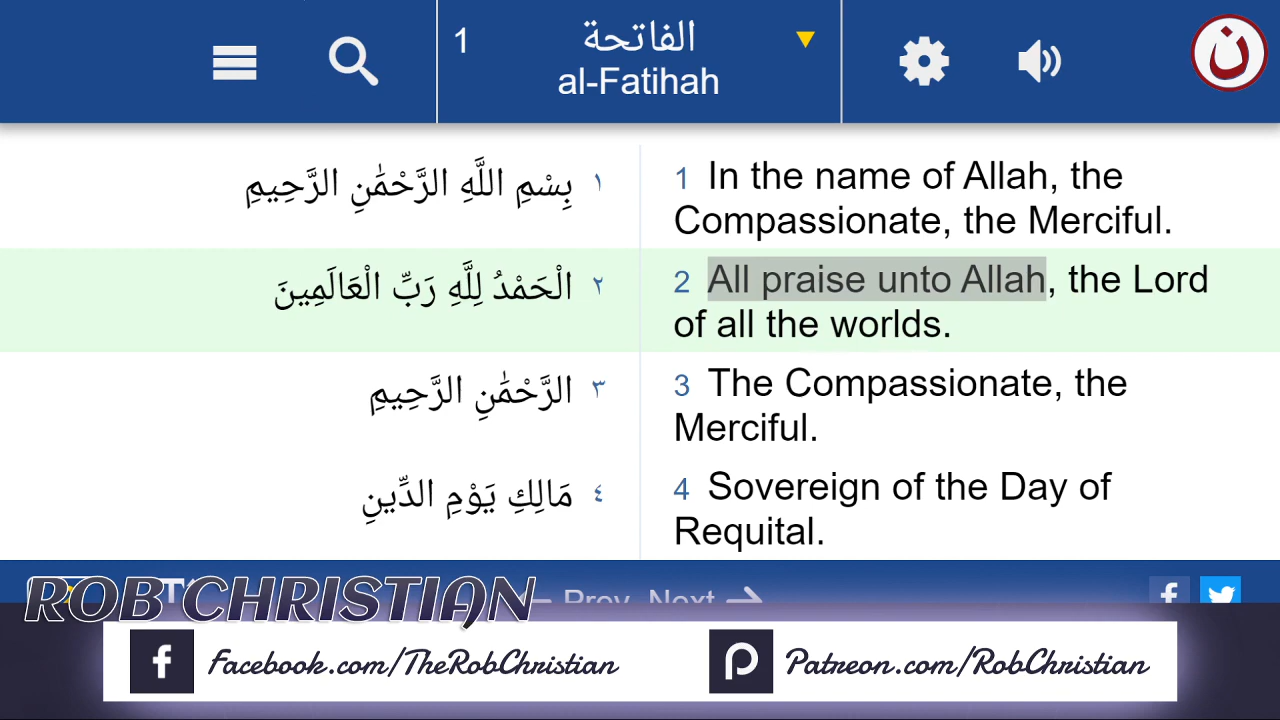 1
الفاتحة
al-Fatihah
ن
١ بِسْمِ اللَّهِ الرَّحْمَٰنِ الرَّحِيمِ
1 In the name of Allah, the
Compassionate, the Merciful.
٢ الْحَمْدُ لِلَّهِ رَبِّ الْعَالَمِينَ
2 All praise unto Allah, the Lord
of all the worlds.
٣ الرَّحْمَٰنِ الرَّحِيمِ
3 The Compassionate, the
Merciful.
٤ مَالِكِ يَوْمِ الدِّينِ
4 Sovereign of the Day of
Requital.
Prev Next
ROB CHRISTIAN
Facebook.com/TheRobChristian
Patreon.com/RobChristian